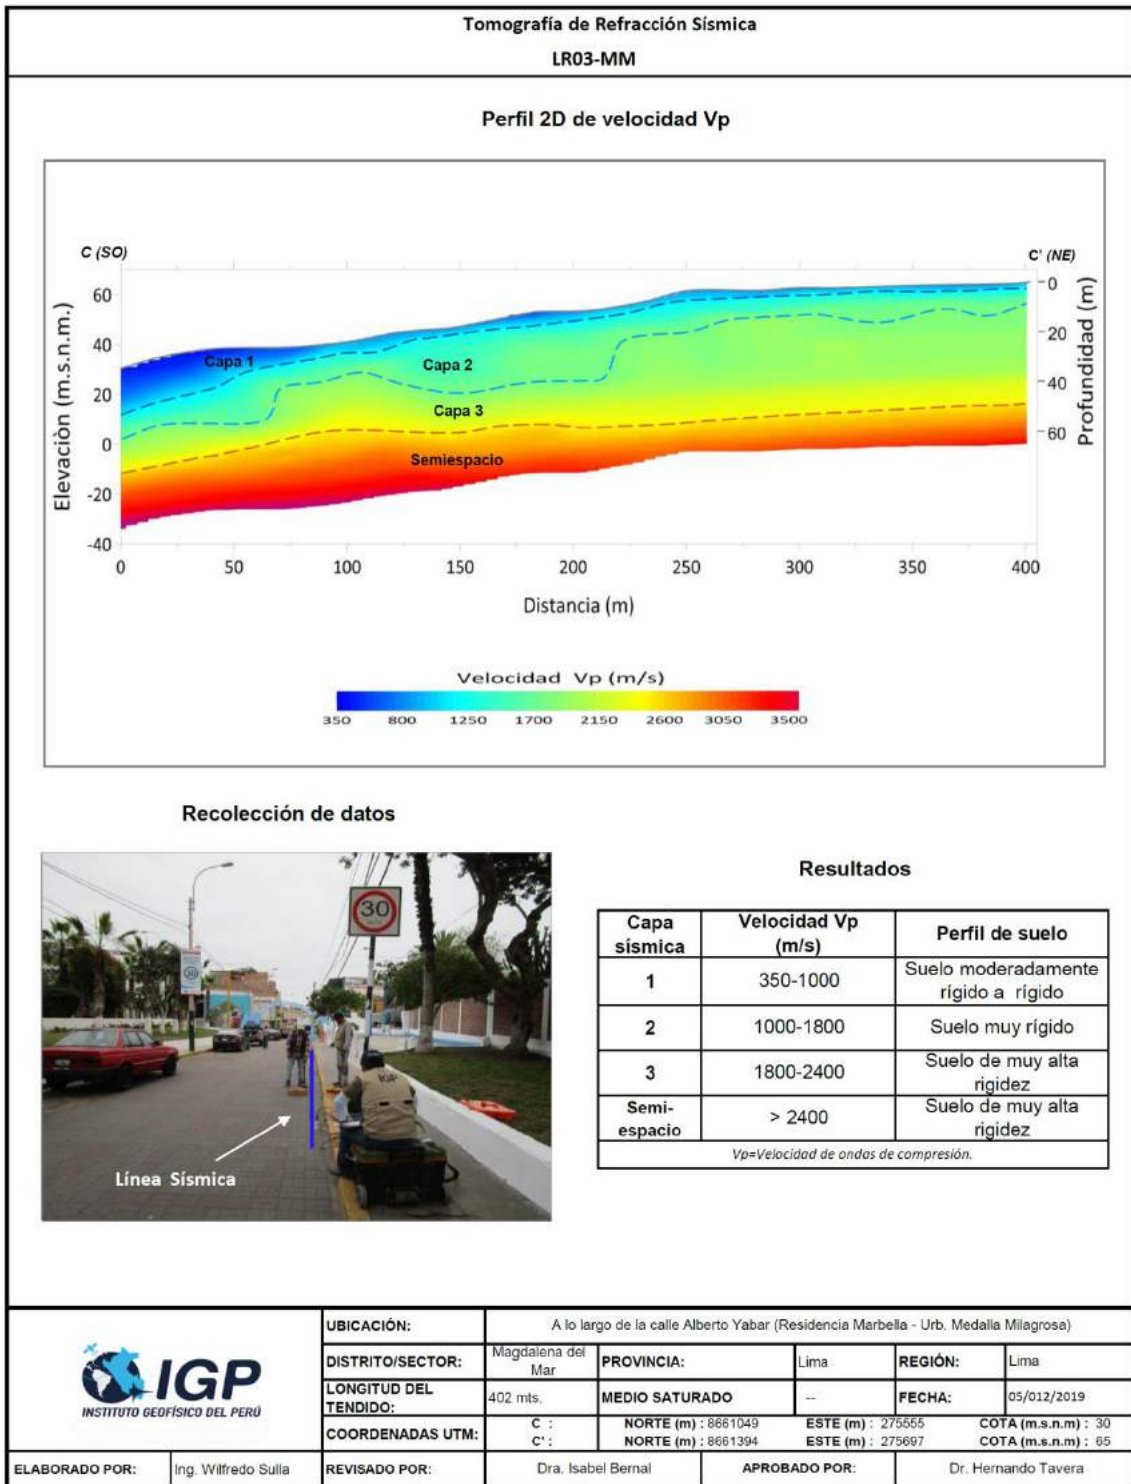 Tomografía de Refracción Sísmica
LR03-MM
Perfil 2D de velocidad Vp
C (SO)
C' (NE)
Elevaciòn (m.s.n.m.)
60
40
20
0
-20
-40
Capa 1
Capa 2
Capa 3
Semiespacio
0
20
40
60
Profundidad (m)
0 50 100 150 200 250 300 350 400
Distancia (m)
Velocidad Vp (m/s)
350 800 1250 1700 2150 2600 3050 3500
Recolección de datos
30
30
IGP
Línea Sísmica
Resultados
Capa sísmica Velocidad Vp (m/s) Perfil de suelo
1 350-1000 Suelo moderadamente rígido a rígido
2 1000-1800 Suelo muy rígido
3 1800-2400 Suelo de muy alta rigidez
Semi-espacio > 2400 Suelo de muy alta rigidez
Vp=Velocidad de ondas de compresión.
IGP
INSTITUTO GEOFÍSICO DEL PERÚ
UBICACIÓN: A lo largo de la calle Alberto Yabar (Residencia Marbella - Urb. Medalla Milagrosa)
DISTRITO/SECTOR: Magdalena del Mar PROVINCIA: Lima REGIÓN: Lima
LONGITUD DEL TENDIDO: 402 mts. MEDIO SATURADO -- FECHA: 05/012/2019
COORDENADAS UTM: C : NORTE (m) : 8661049 ESTE (m) : 275555 COTA (m.s.n.m) : 30
C' : NORTE (m) : 8661394 ESTE (m) : 275697 COTA (m.s.n.m) : 65
ELABORADO POR: Ing. Wilfredo Sulla REVISADO POR: Dra. Isabel Bernal APROBADO POR: Dr. Hernando Tavera